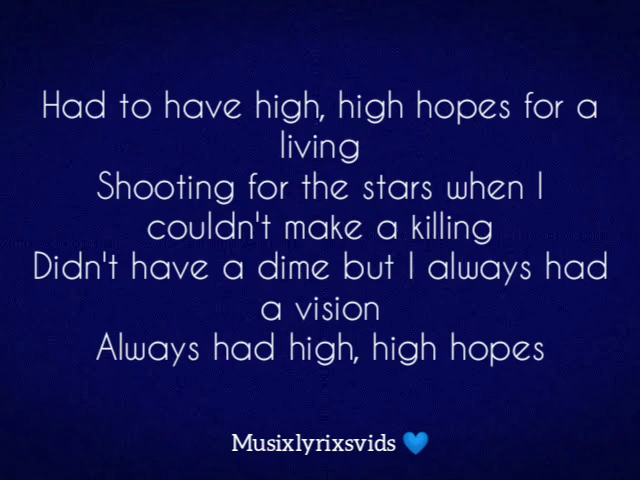 Had to have high, high hopes for a
living
Shooting for the stars when I
couldn't make a killing
Didn't have a dime but I always had
a vision
Always had high, high hopes
Musixlyrixsvids 💙